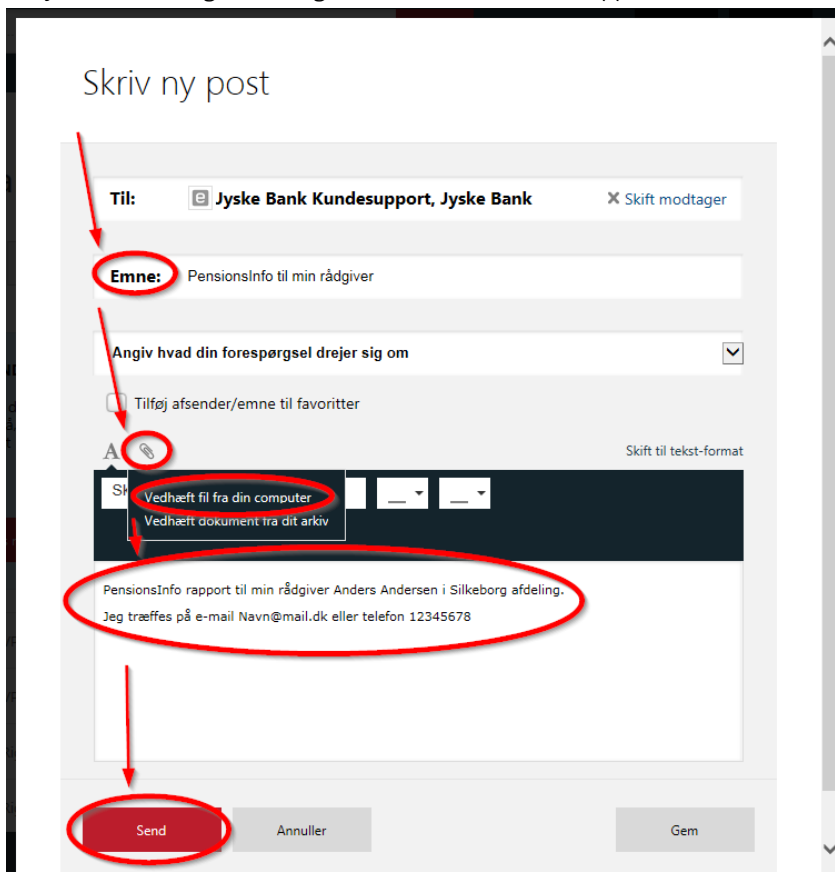 Skriv ny post
Til: Jyske Bank Kundesupport, Jyske Bank Skift modtager
Emne: PensionsInfo til min rådgiver
Angiv hvad din forespørgsel drejer sig om
Tilføj afsender/emne til favoritter
A Skift til tekst-format
Vedhæft fil fra din computer
Vedhæft dokument fra dit arkiv
PensionsInfo rapport til min rådgiver Anders Andersen i Silkeborg afdeling.
Jeg træffes på e-mail Navn@mail.dk eller telefon 12345678
Send Annuller Gem